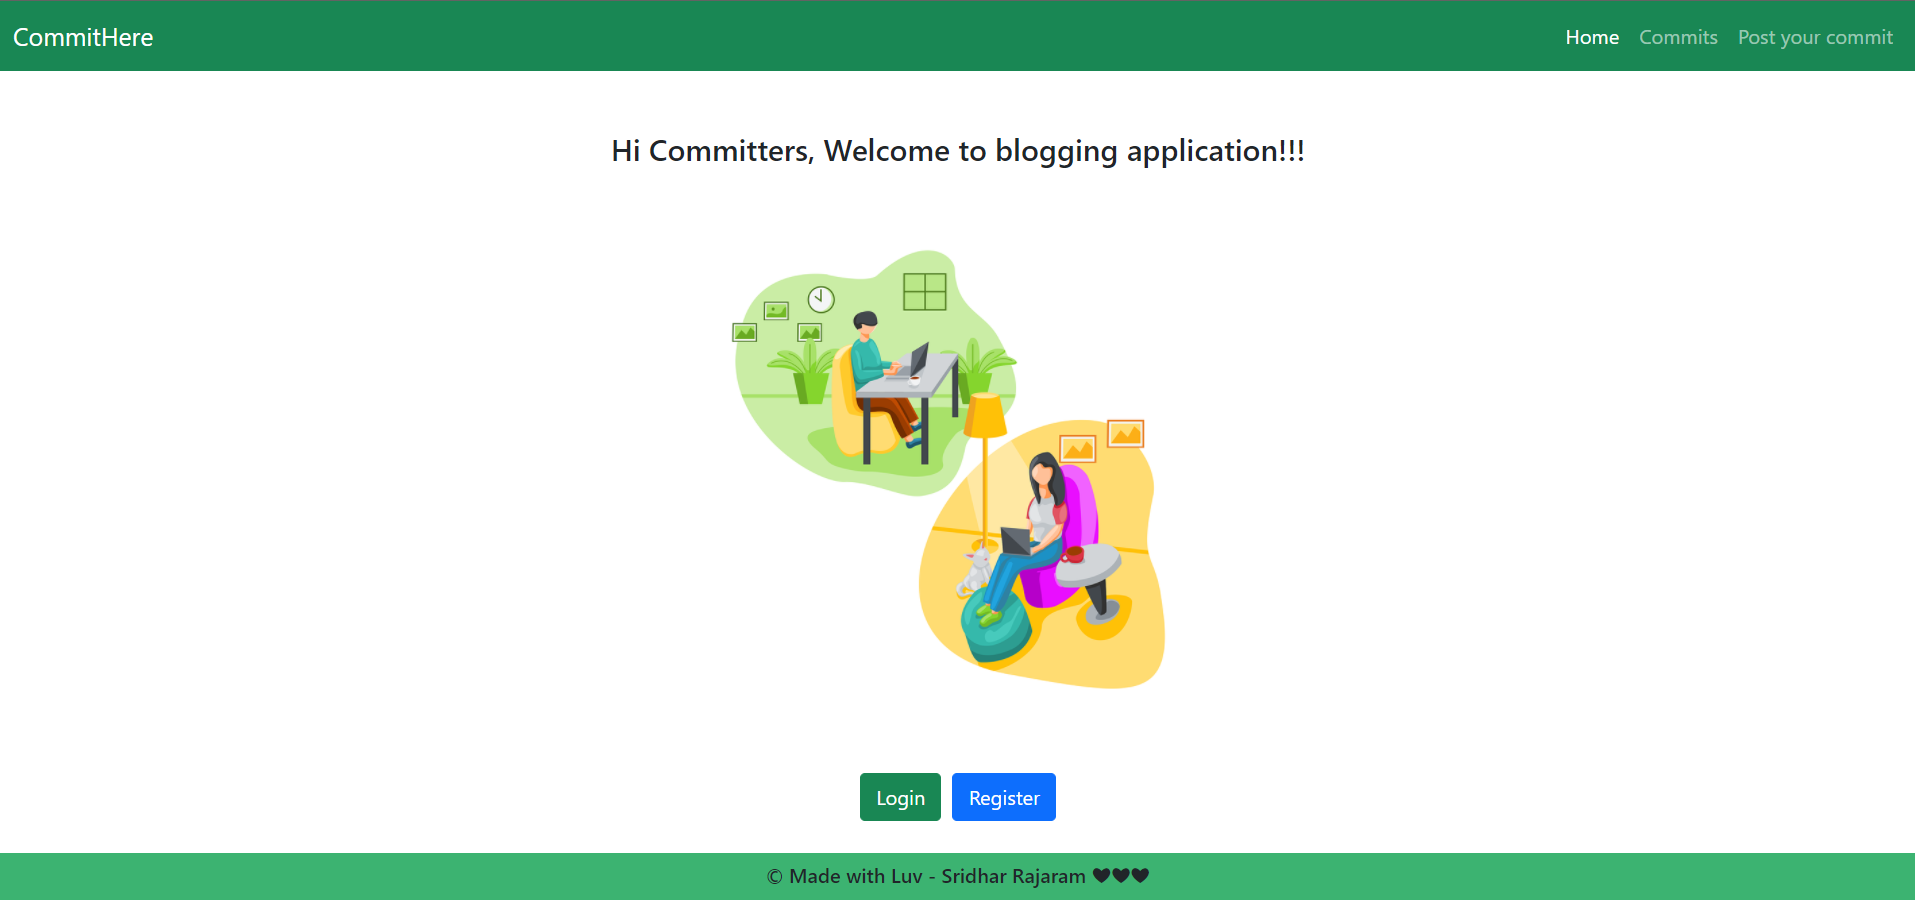 CommitHere
Home Commits Post your commit
Hi Committers, Welcome to blogging application!!!
Login Register
© Made with Luv - Sridhar Rajaram 🖤🖤🖤